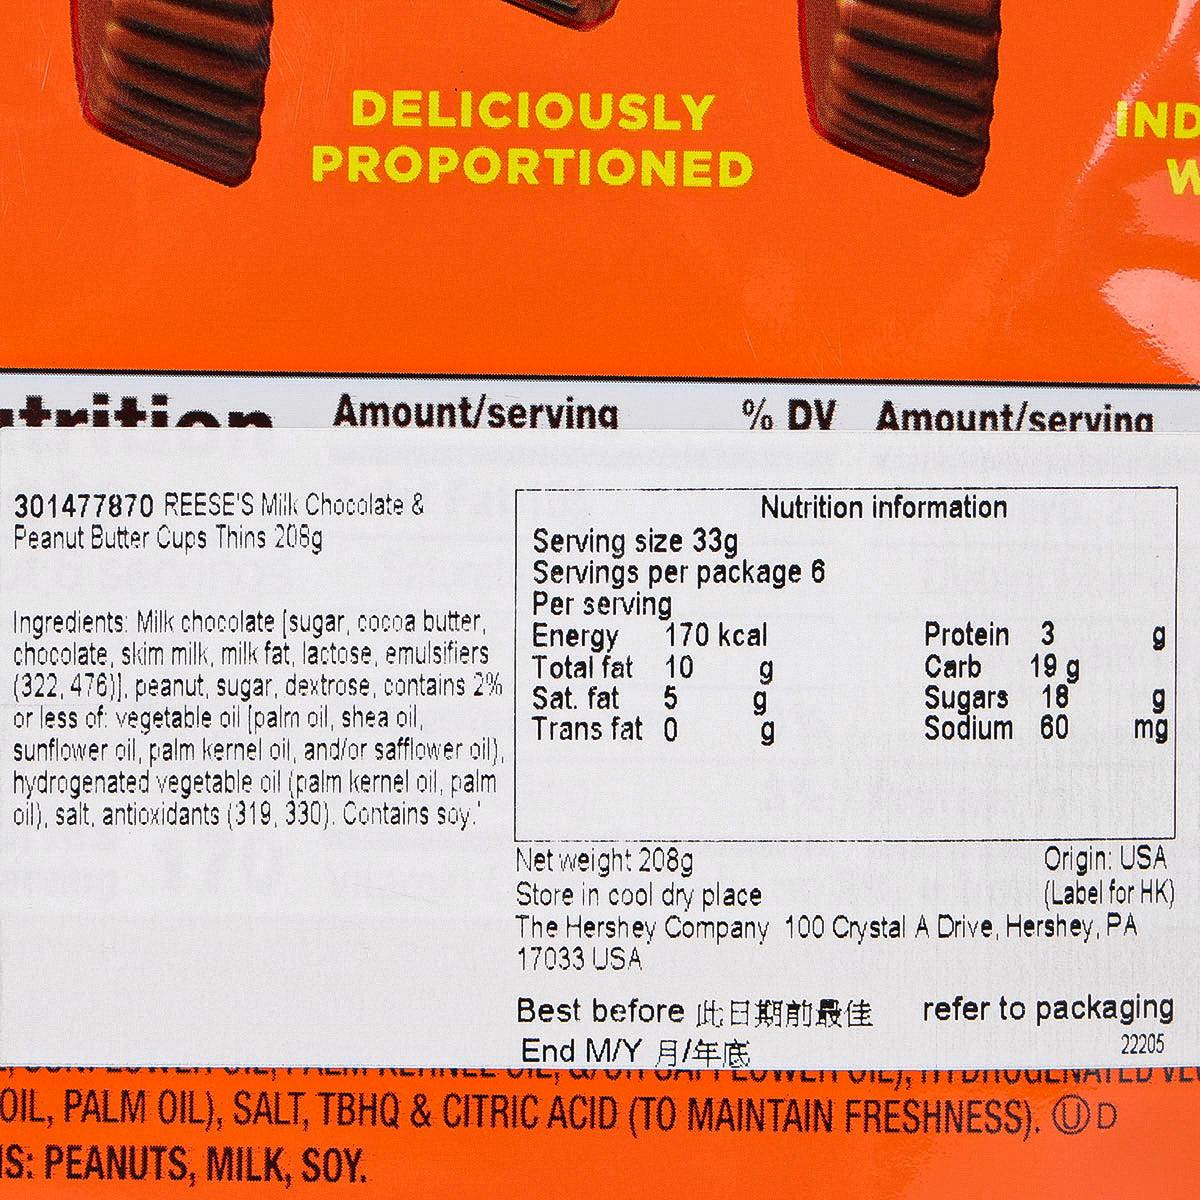 DELICIOUSLY
PROPORTIONED
IND
W
Amount/serving % DV Amount/serving
301477870 REESE'S Milk Chocolate &
Peanut Butter Cups Thins 208g
Ingredients: Milk chocolate [sugar, cocoa butter,
chocolate, skim milk, milk fat, lactose, emulsifiers
(322, 476)], peanut, sugar, dextrose, contains 2%
or less of: vegetable oil [palm oil, shea oil,
sunflower oil, palm kernel oil, and/or safflower oil),
hydrogenated vegetable oil (palm kernel oil, palm
oil), salt, antioxidants (319, 330). Contains soy.'
Nutrition information
Serving size 33g
Servings per package 6
Per serving
Energy 170 kcal Protein 3 g
Total fat 10 g Carb 19 g
Sat. fat 5 g Sugars 18 g
Trans fat 0 g Sodium 60 mg
Net weight 208g Origin: USA
Store in cool dry place (Label for HK)
The Hershey Company 100 Crystal A Drive, Hershey, PA
17033 USA
Best before 此日期前最佳 refer to packaging
End M/Y 月/年底 22205
OIL, PALM OIL), SALT, TBHQ & CITRIC ACID (TO MAINTAIN FRESHNESS). Ⓤ D
IS: PEANUTS, MILK, SOY.